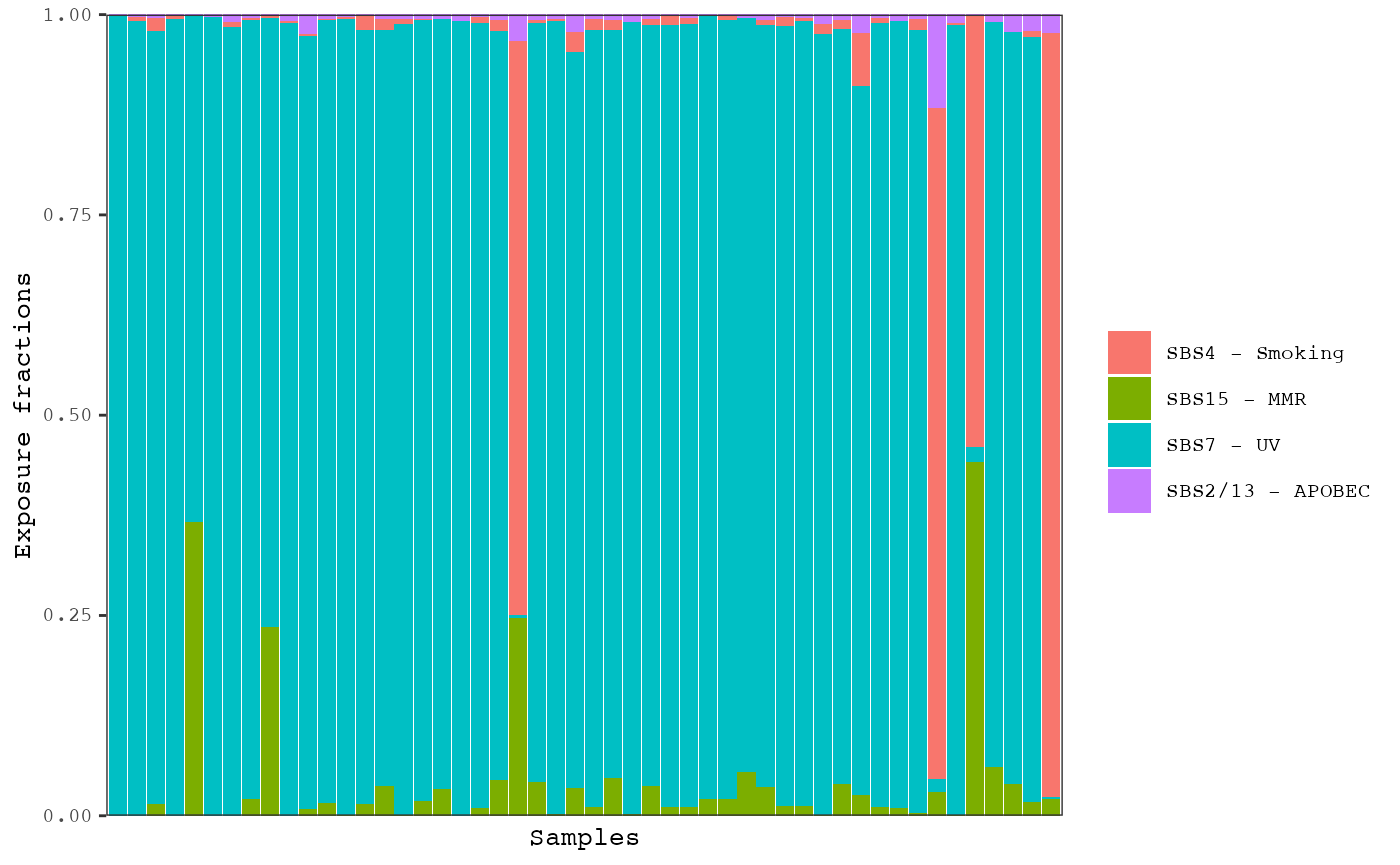 1.00
0.75
0.50
0.25
0.00
Exposure fractions
Samples
SBS4 – Smoking
SBS15 – MMR
SBS7 – UV
SBS2/13 – APOBEC